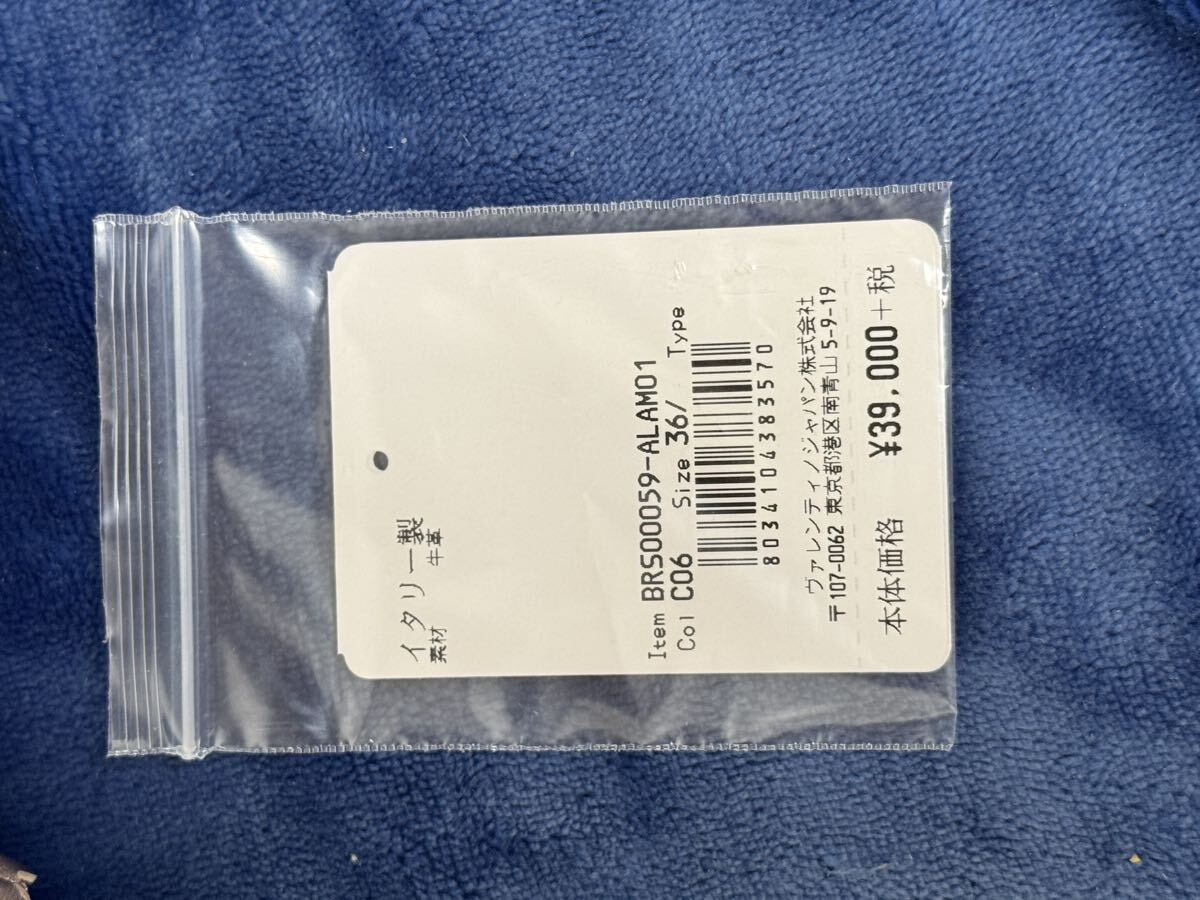 イタリー製
素材 牛革
Item BRS00059-ALAM01
Col C06 Size 36/ Type
8034104383570
ヴァレンティノジャパン株式会社
〒107-0062 東京都港区南青山 5-9-19
本体価格 ¥39,000+税